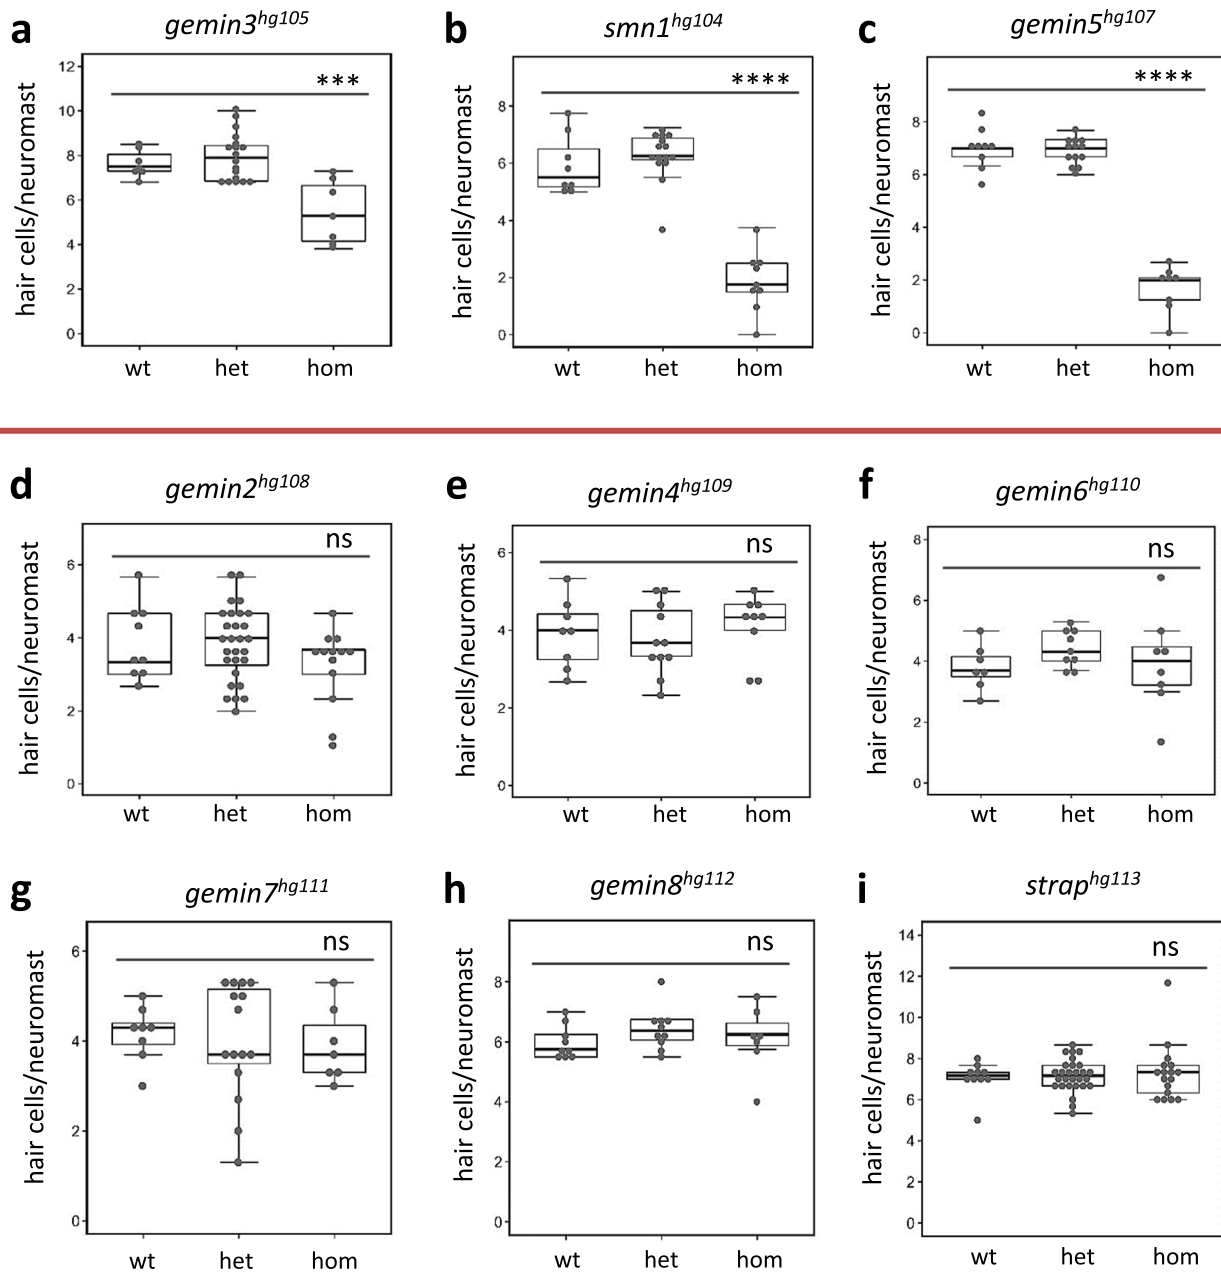 a
gemin3hg105
hair cells/neuromast
12
10
8
6
4
2
0
***
wt het hom
b
smn1hg104
hair cells/neuromast
8
6
4
2
0
****
wt het hom
c
gemin5hg107
hair cells/neuromast
8
6
4
2
0
****
wt het hom
d
gemin2hg108
hair cells/neuromast
6
4
2
0
ns
wt het hom
e
gemin4hg109
hair cells/neuromast
6
4
2
0
ns
wt het hom
f
gemin6hg110
hair cells/neuromast
8
6
4
2
0
ns
wt het hom
g
gemin7hg111
hair cells/neuromast
6
4
2
0
ns
wt het hom
h
gemin8hg112
hair cells/neuromast
8
6
4
2
0
ns
wt het hom
i
straphg113
hair cells/neuromast
14
12
10
8
6
4
2
0
ns
wt het hom